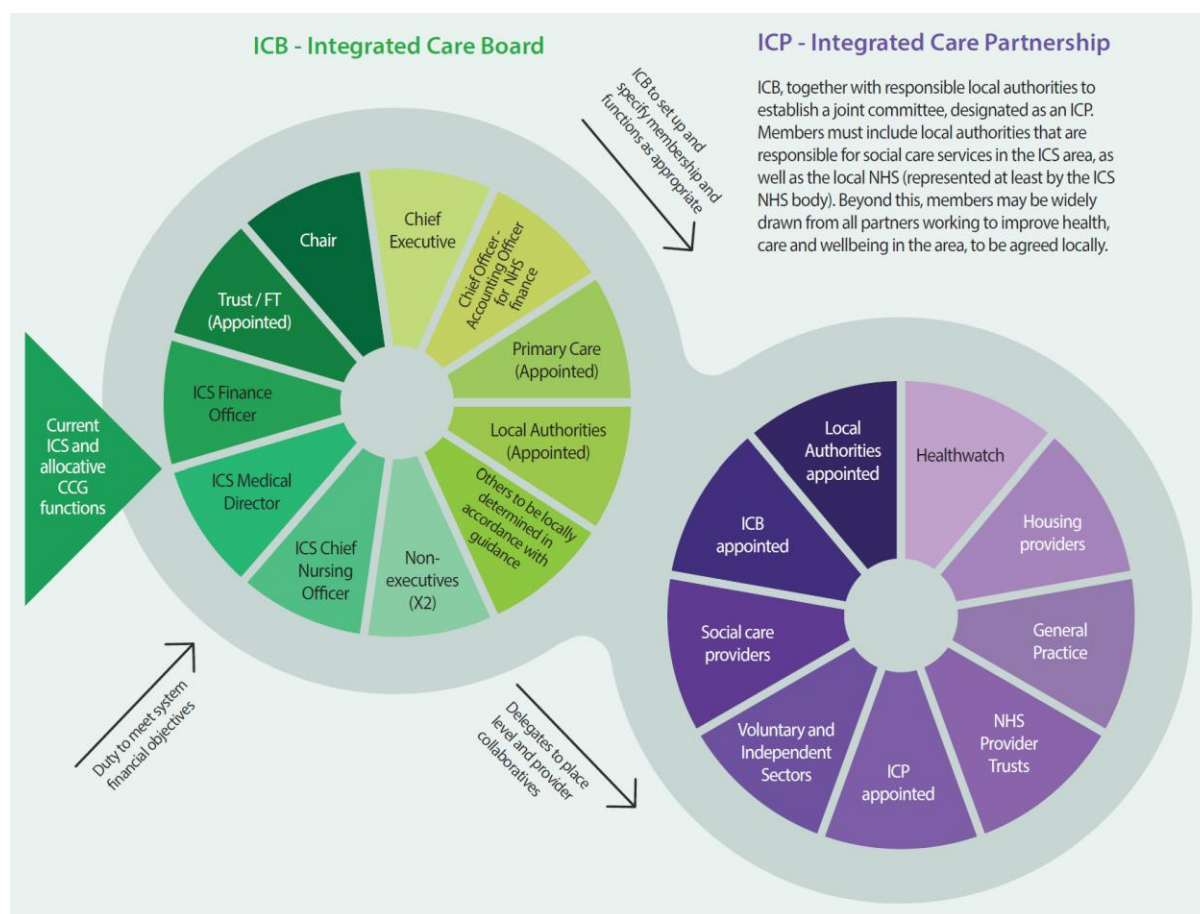 ICB - Integrated Care Board
ICB to set up and
specify membership and
functions as appropriate
Chair
Chief
Executive
Chief Officer -
Accounting Officer
for NHS
finance
Primary Care
(Appointed)
Local Authorities
(Appointed)
Others to be locally
determined in
accordance with
guidance
Non-
executives
(X2)
ICS Chief
Nursing
Officer
ICS Medical
Director
ICS Finance
Officer
Trust / FT
(Appointed)
Current
ICS and
allocative
CCG
functions
Duty to meet system
financial objectives
Delegates to place
level and provider
collaboratives
ICP - Integrated Care Partnership
ICB, together with responsible local authorities to
establish a joint committee, designated as an ICP.
Members must include local authorities that are
responsible for social care services in the ICS area, as
well as the local NHS (represented at least by the ICS
NHS body). Beyond this, members may be widely
drawn from all partners working to improve health,
care and wellbeing in the area, to be agreed locally.
Local
Authorities
appointed
Healthwatch
Housing
providers
General
Practice
NHS
Provider
Trusts
ICP
appointed
Voluntary and
Independent
Sectors
Social care
providers
ICB
appointed